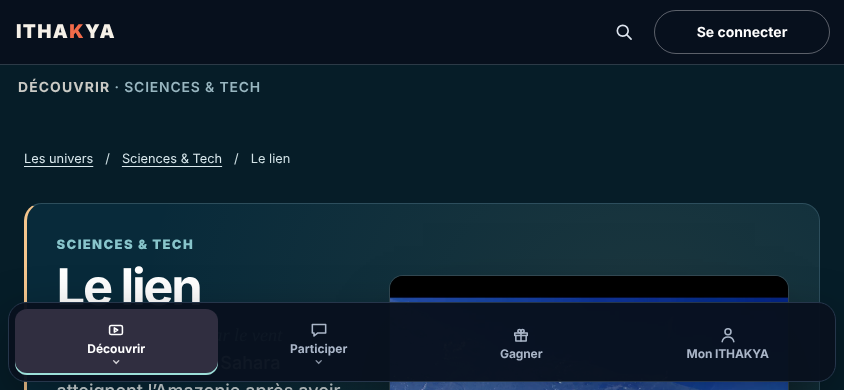 ITHAKYA
Se connecter
DÉCOUVRIR · SCIENCES & TECH
Les univers / Sciences & Tech / Le lien
SCIENCES & TECH
Le lien
Sahara
atteignent l'Amazonie après avoir
Découvrir
Participer
Gagner
Mon ITHAKYA